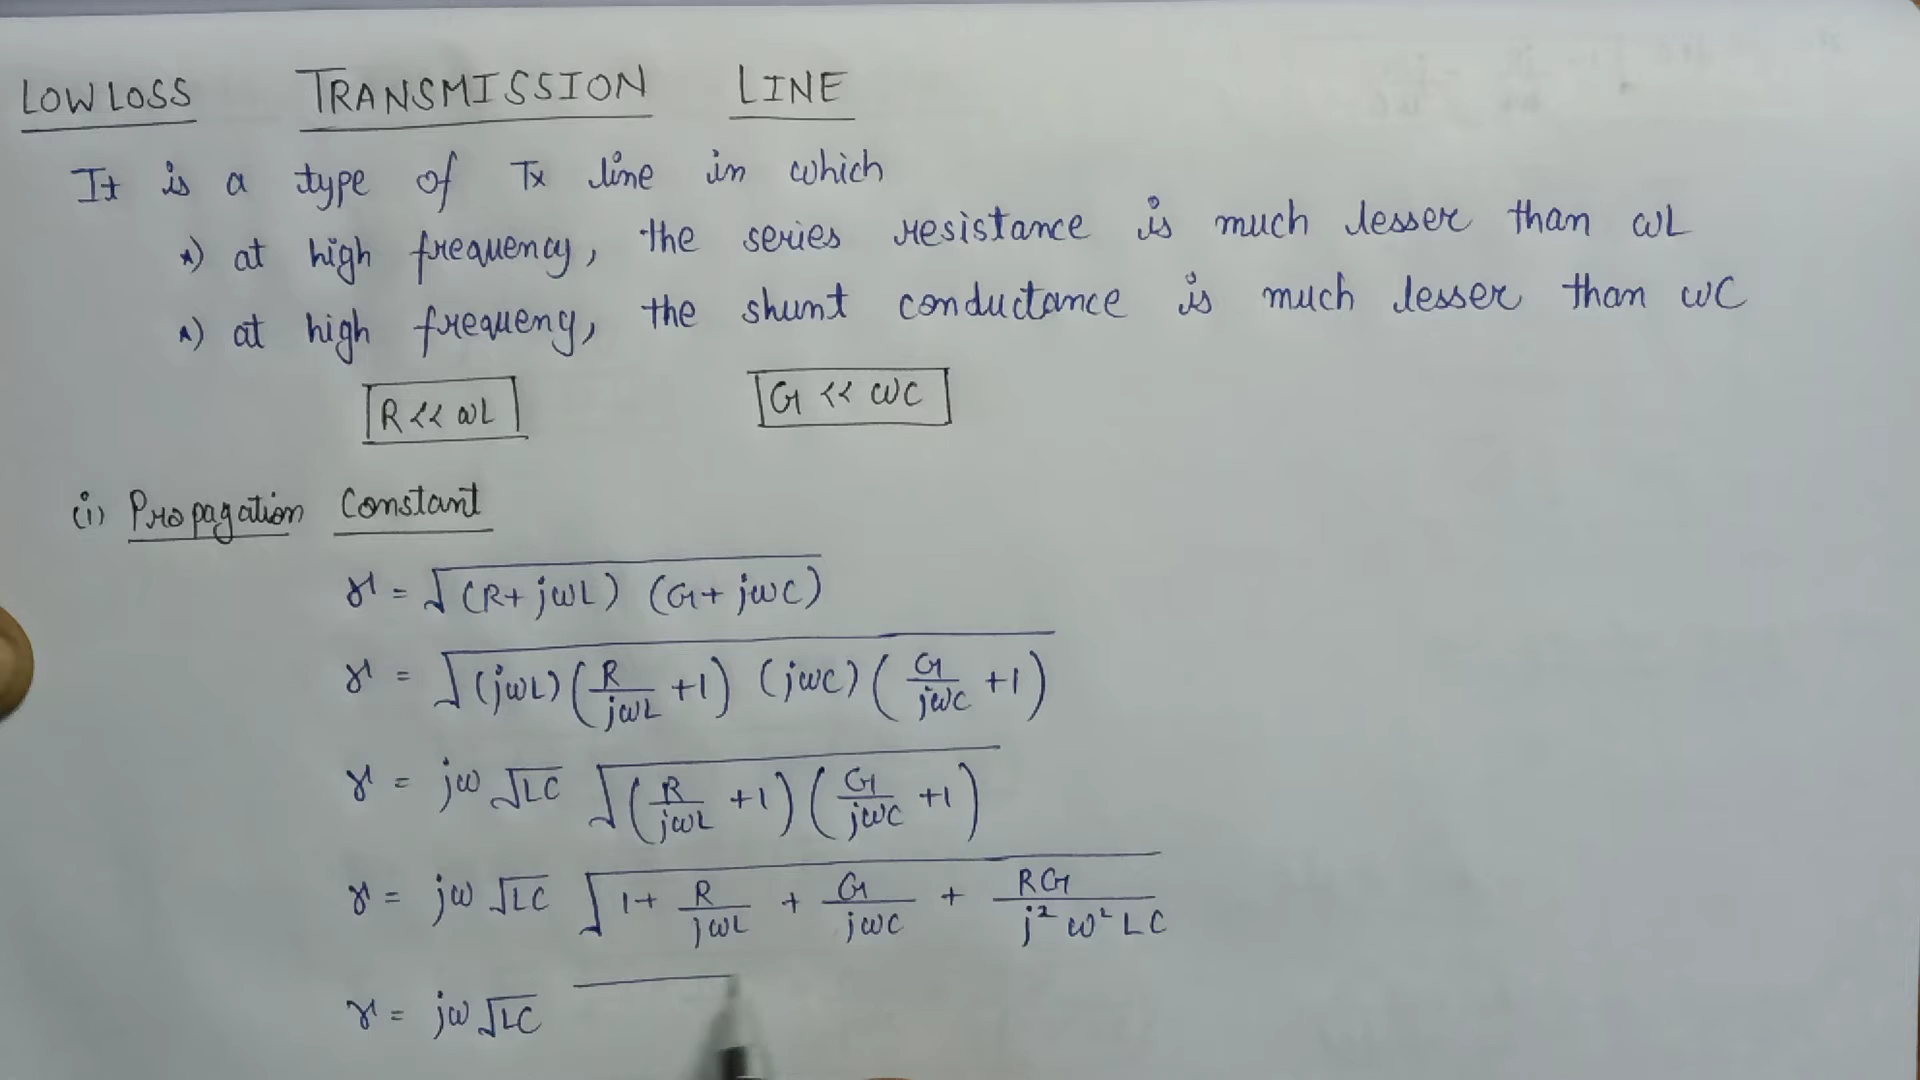 LOW LOSS TRANSMISSION LINE
It is a type of Tx line in which
*) at high frequency, the series resistance is much lesser than ωL
*) at high frequeny, the shunt conductance is much lesser than ωC
R << ωL G << ωC
(i) Propagation Constant
γ = √(R+jωL) (G+jωC)
γ = √(jωL)(R/jωL +1) (jωC)(G/jωC +1)
γ = jω √LC √(R/jωL +1)(G/jωC +1)
γ = jω √LC √1+ R/jωL + G/jωC + RG/j²ω²LC
γ = jω √LC